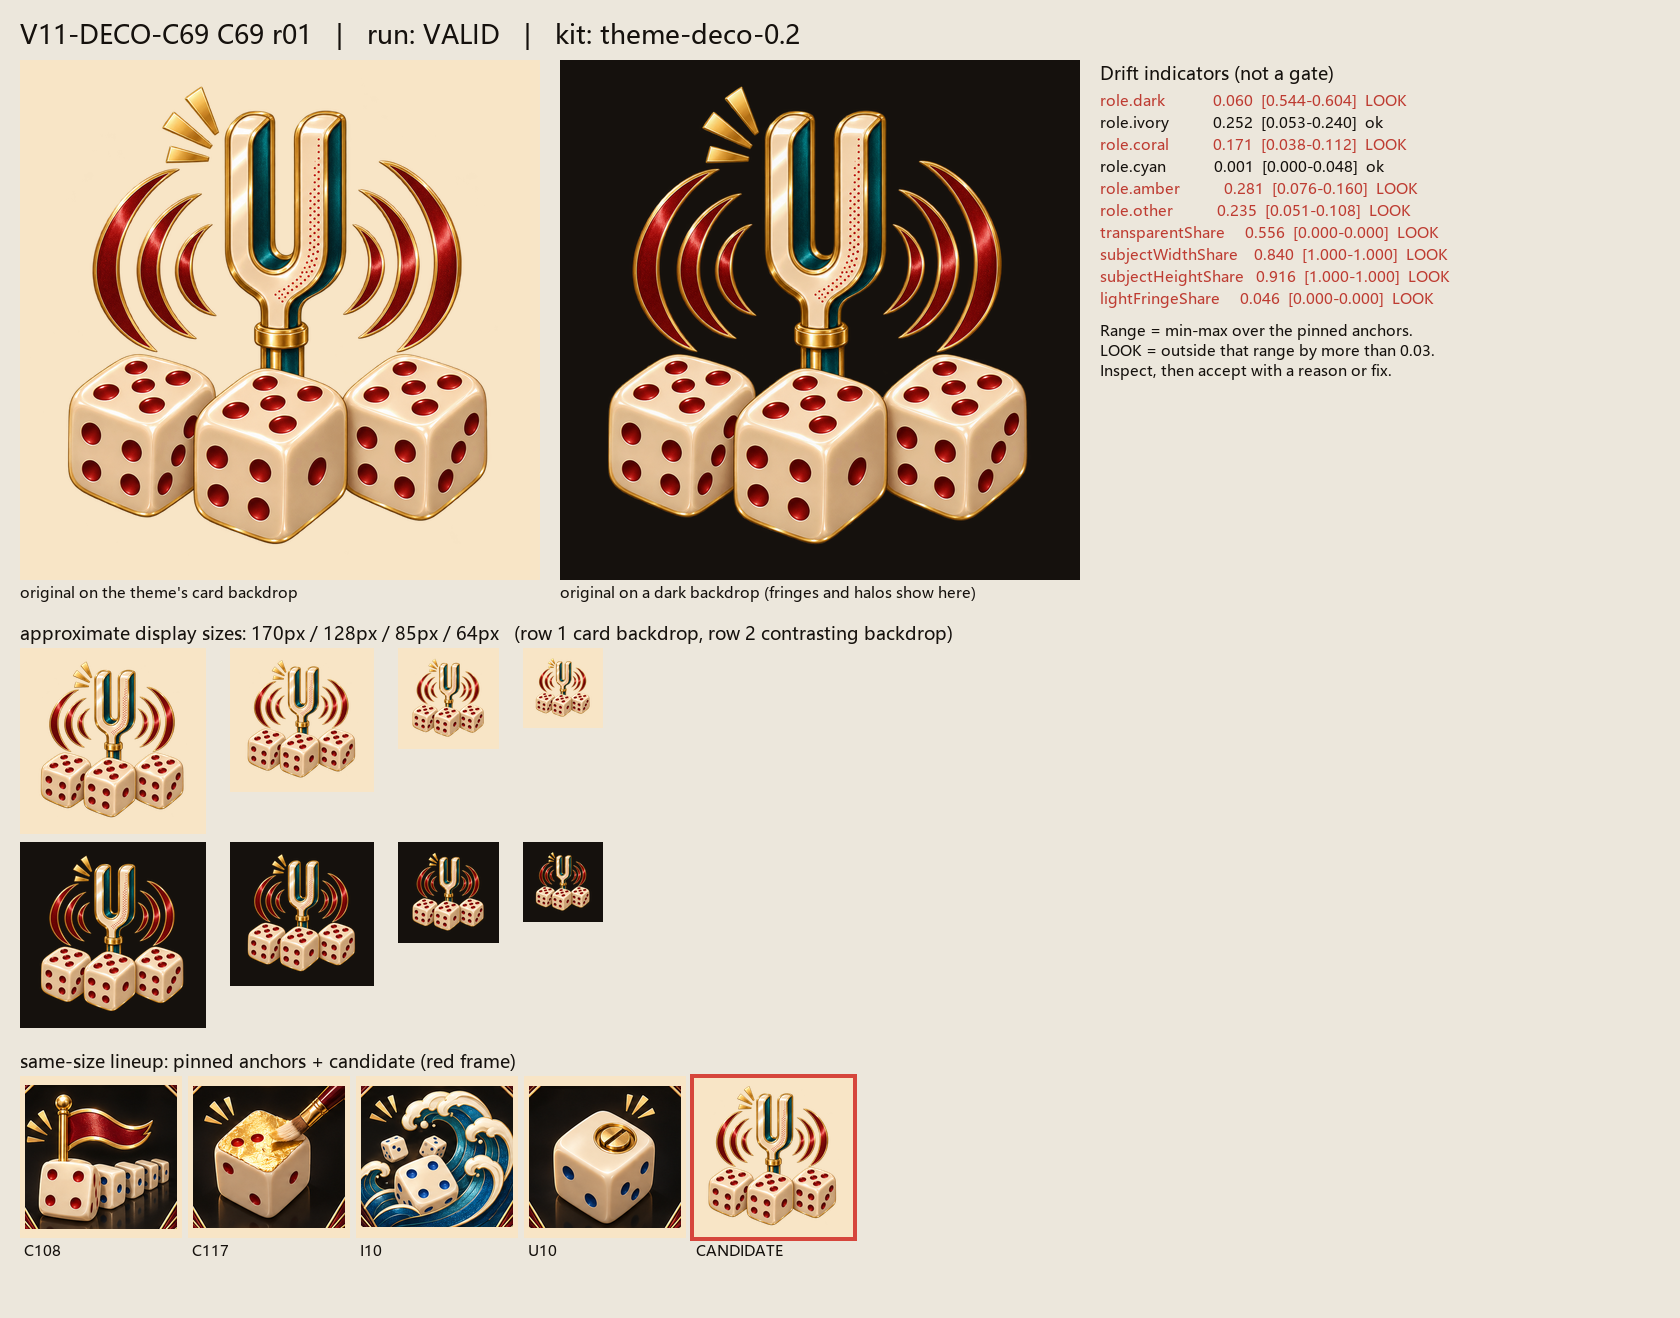 V11-DECO-C69 C69 r01 | run: VALID | kit: theme-deco-0.2
Drift indicators (not a gate)
role.dark 0.060 [0.544-0.604] LOOK
role.ivory 0.252 [0.053-0.240] ok
role.coral 0.171 [0.038-0.112] LOOK
role.cyan 0.001 [0.000-0.048] ok
role.amber 0.281 [0.076-0.160] LOOK
role.other 0.235 [0.051-0.108] LOOK
transparentShare 0.556 [0.000-0.000] LOOK
subjectWidthShare 0.840 [1.000-1.000] LOOK
subjectHeightShare 0.916 [1.000-1.000] LOOK
lightFringeShare 0.046 [0.000-0.000] LOOK
Range = min-max over the pinned anchors.
LOOK = outside that range by more than 0.03.
Inspect, then accept with a reason or fix.
original on the theme's card backdrop
original on a dark backdrop (fringes and halos show here)
approximate display sizes: 170px / 128px / 85px / 64px (row 1 card backdrop, row 2 contrasting backdrop)
same-size lineup: pinned anchors + candidate (red frame)
C108
C117
I10
U10
CANDIDATE